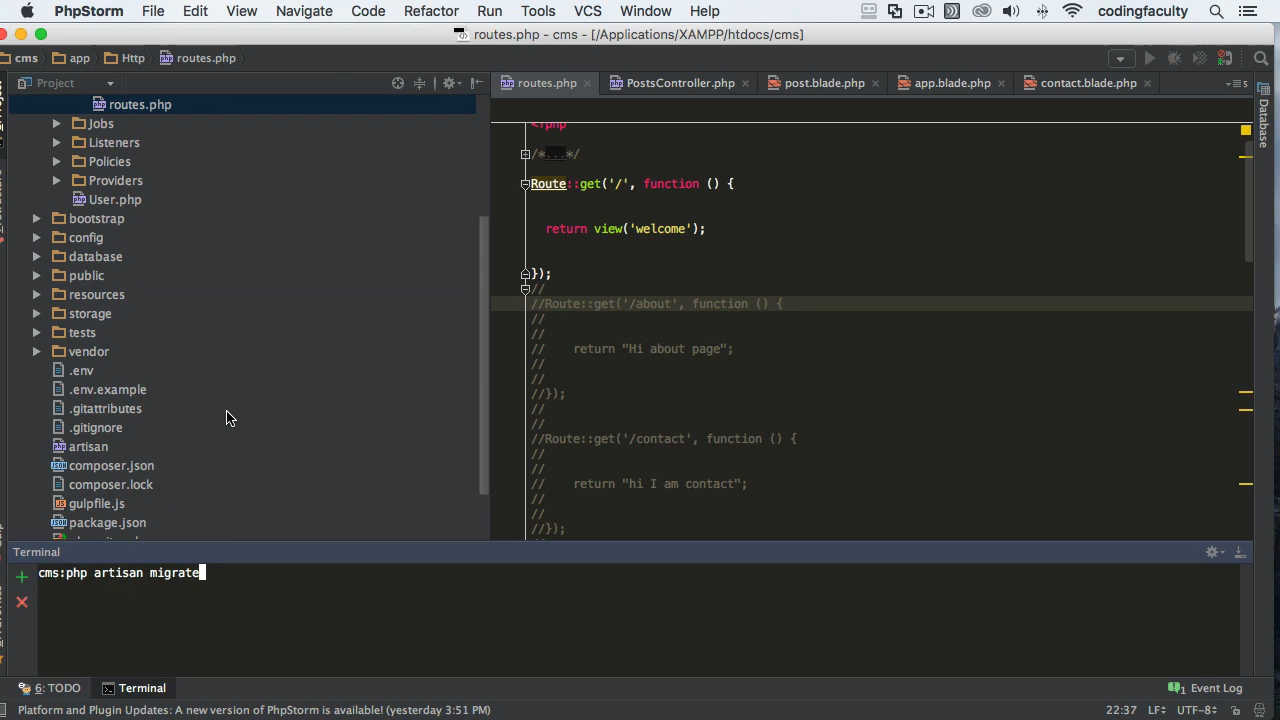 PhpStorm File Edit View Navigate Code Refactor Run Tools VCS Window Help codingfaculty
routes.php - cms - [/Applications/XAMPP/htdocs/cms]
cms app Http routes.php
Project
routes.php PostsController.php post.blade.php app.blade.php contact.blade.php
routes.php
Jobs
Listeners
Policies
Providers
User.php
bootstrap
config
database
public
resources
storage
tests
vendor
.env
.env.example
.gitattributes
.gitignore
artisan
composer.json
composer.lock
gulpfile.js
package.json
<?php
/*...*/
Route::get('/', function () {
return view('welcome');
});
//
//Route::get('/about', function () {
//
//
// return "Hi about page";
//
//
//});
//
//
//Route::get('/contact', function () {
//
//
// return "hi I am contact";
//
//
//});
Database
Terminal
cms:php artisan migrate
6: TODO Terminal 1 Event Log
Platform and Plugin Updates: A new version of PhpStorm is available! (yesterday 3:51 PM) 22:37 LF÷ UTF-8÷